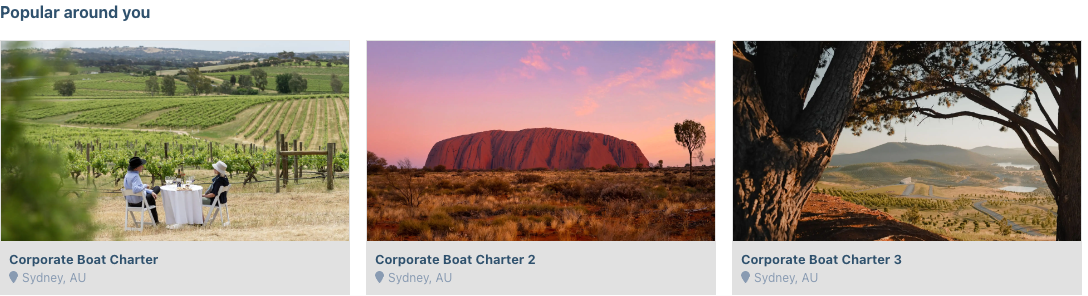 Popular around you
Corporate Boat Charter
Sydney, AU
Corporate Boat Charter 2
Sydney, AU
Corporate Boat Charter 3
Sydney, AU